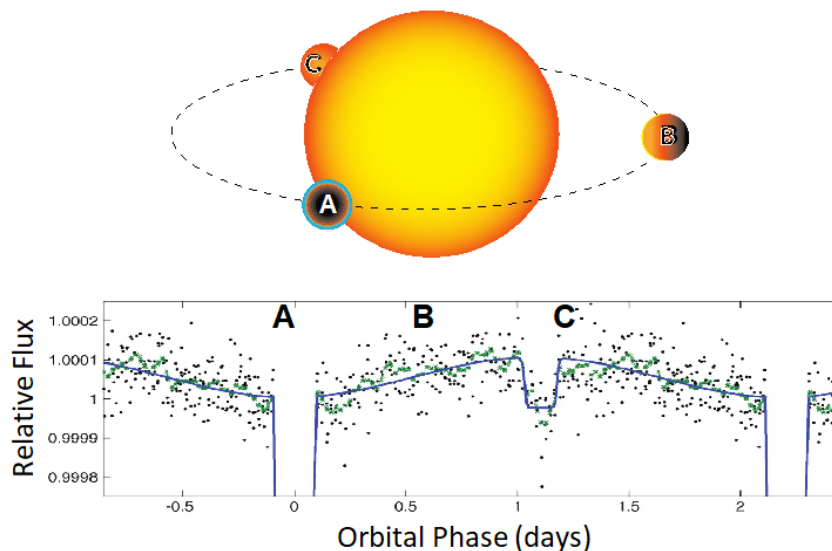 C
B
A
A B C
1.0002
1.0001
1
0.9999
0.9998
Relative Flux
-0.5 0 0.5 1 1.5 2
Orbital Phase (days)